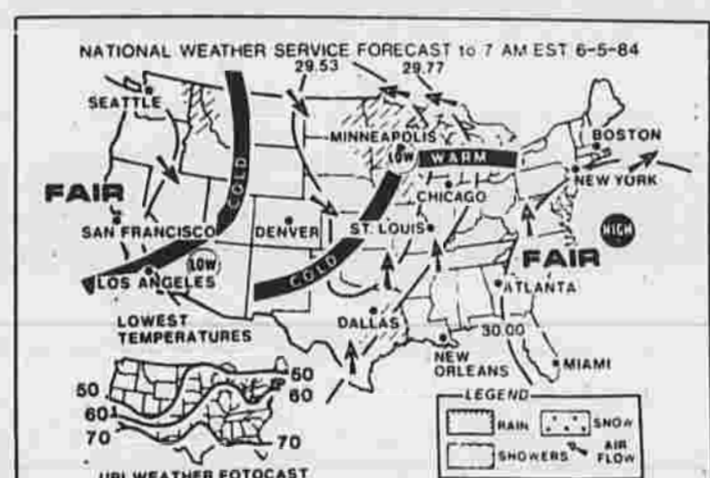 NATIONAL WEATHER SERVICE FORECAST to 7 AM EST 6-5-84
29.53
29.77
SEATTLE
MINNEAPOLIS
BOSTON
LOW
WARM
NEW YORK
COLD
CHICAGO
FAIR
SAN FRANCISCO
DENVER
ST. LOUIS
HIGH
COLD
FAIR
LOW
LOS ANGELES
ATLANTA
LOWEST
TEMPERATURES
DALLAS
30.00
NEW
ORLEANS
MIAMI
50
60
50
60
70
70
LEGEND
RAIN
SNOW
SHOWERS
AIR
FLOW
UPI WEATHER FOTOCAST